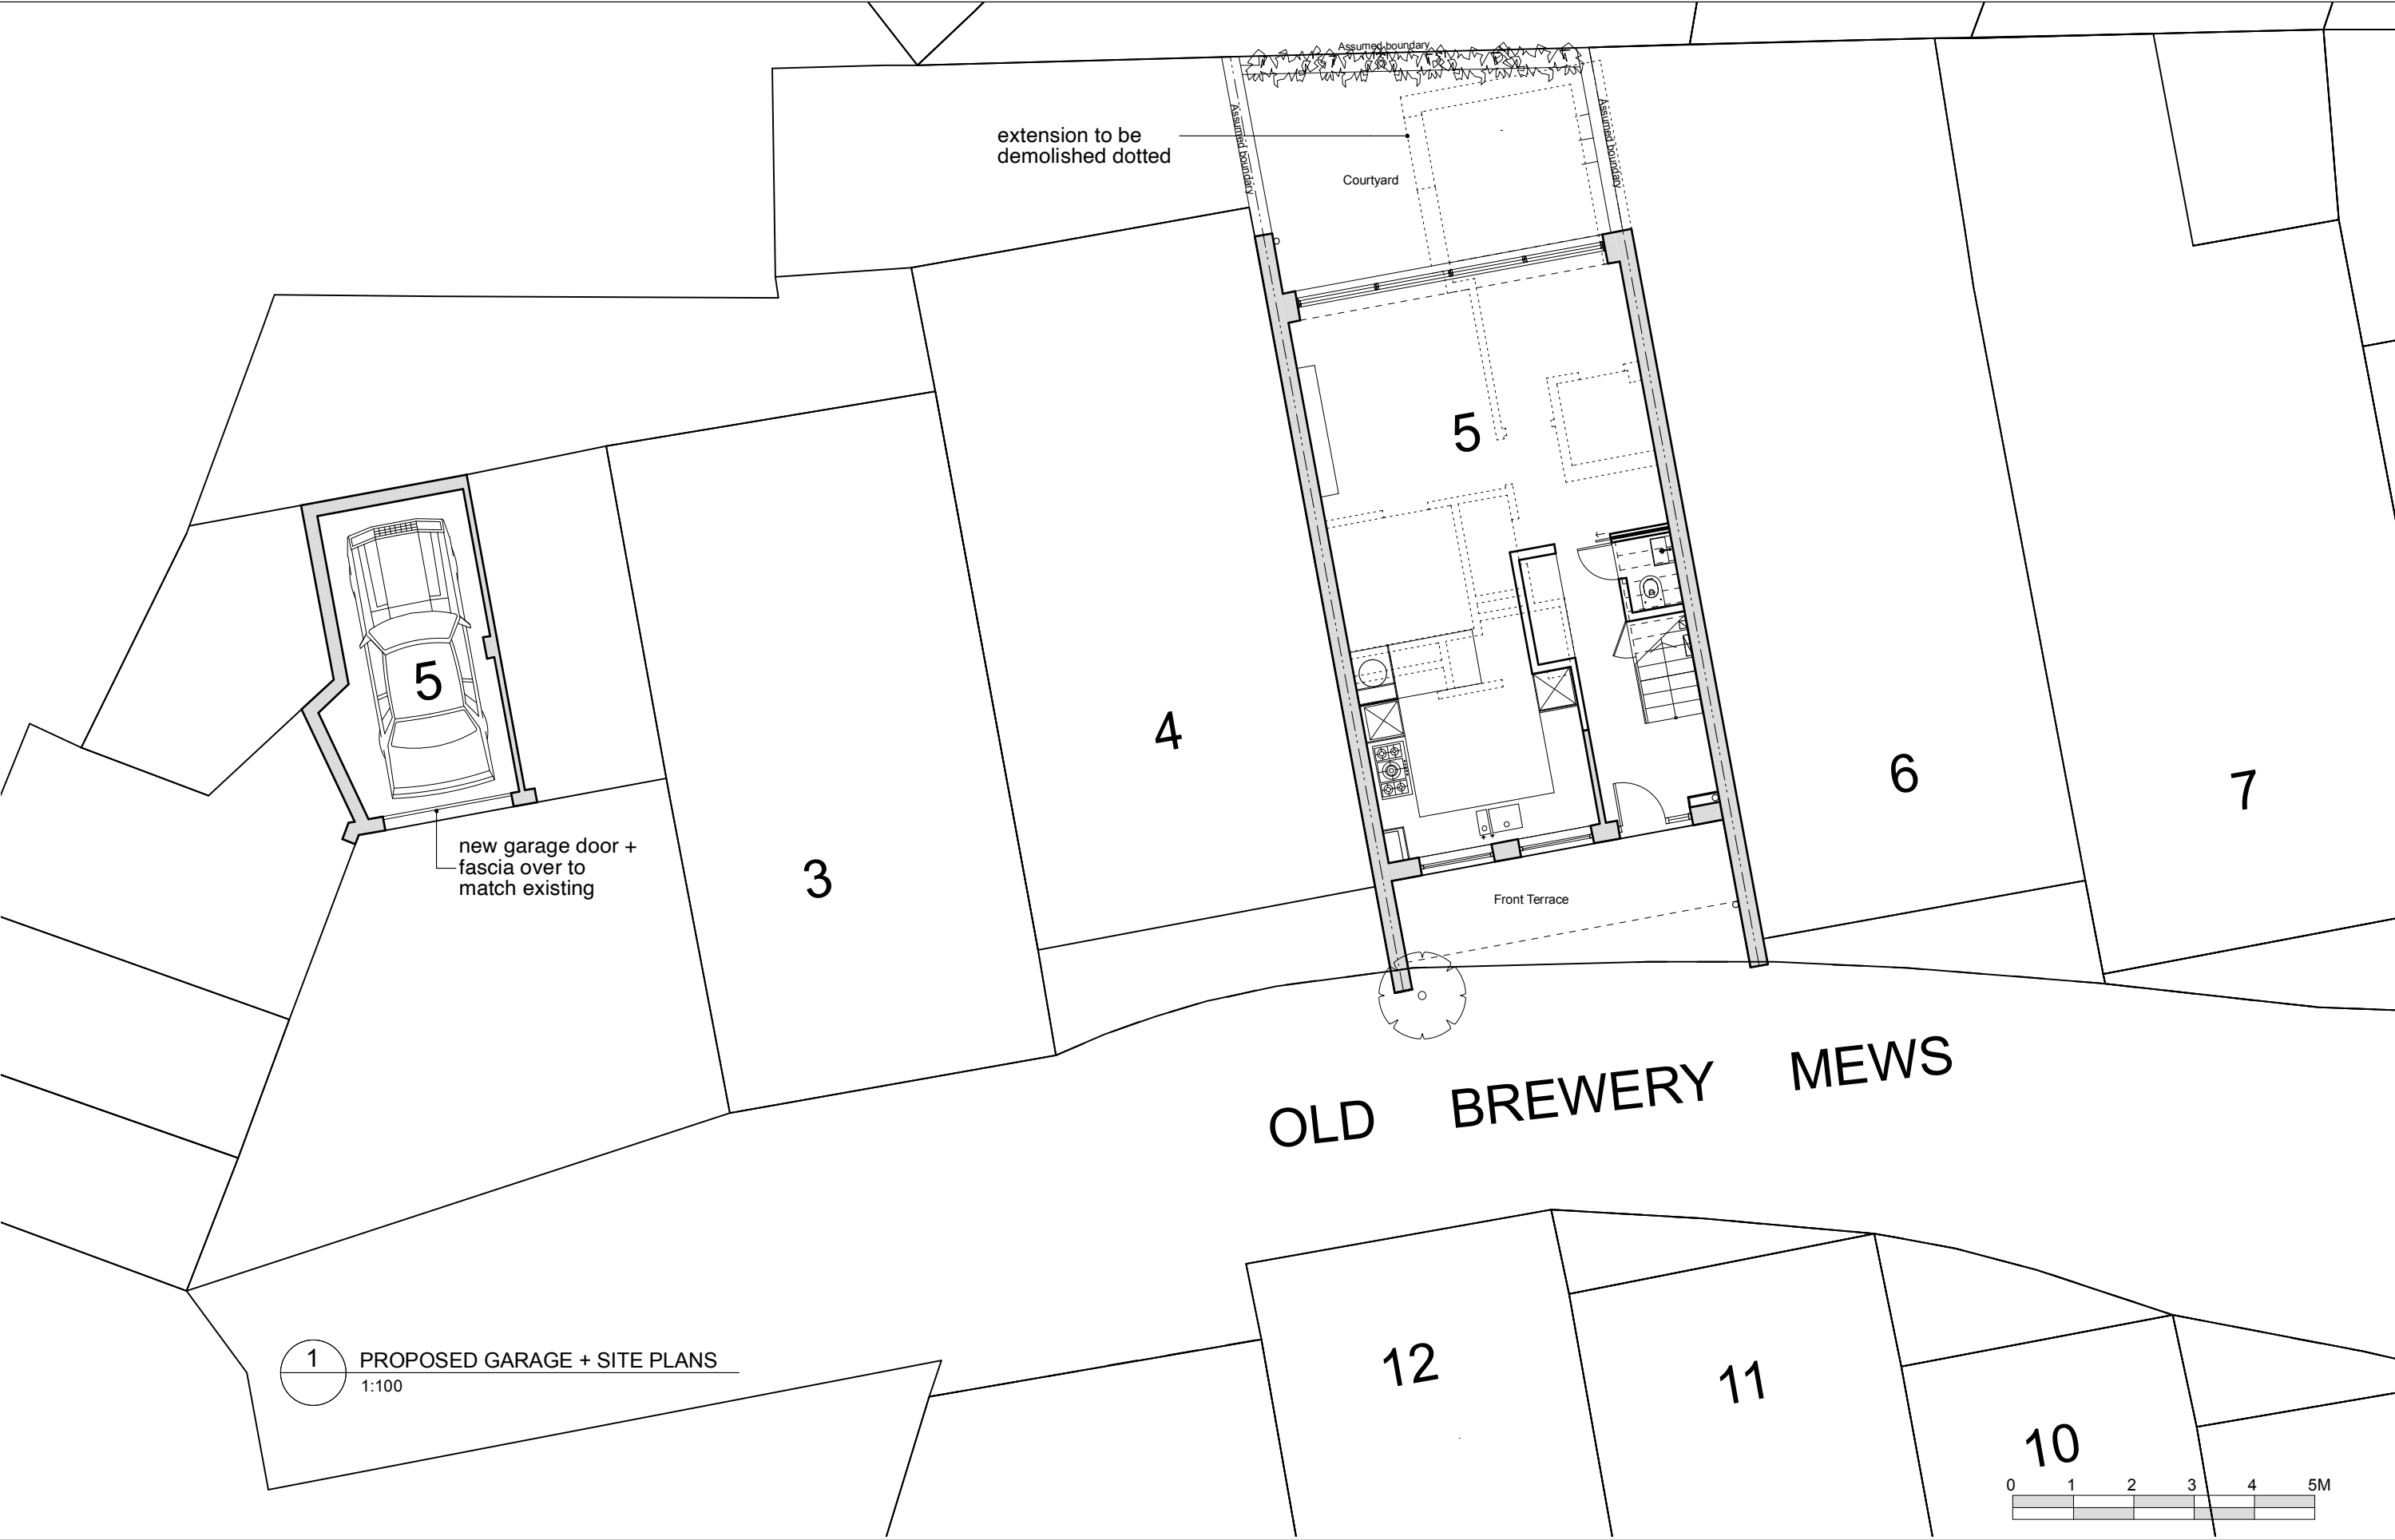 Assumed boundary
extension to be
demolished dotted
Assumed boundary
Assumed boundary
Courtyard
5
5
4
6
7
3
new garage door +
fascia over to
match existing
Front Terrace
OLD BREWERY MEWS
1 PROPOSED GARAGE + SITE PLANS
1:100
12
11
10
0 1 2 3 4 5M